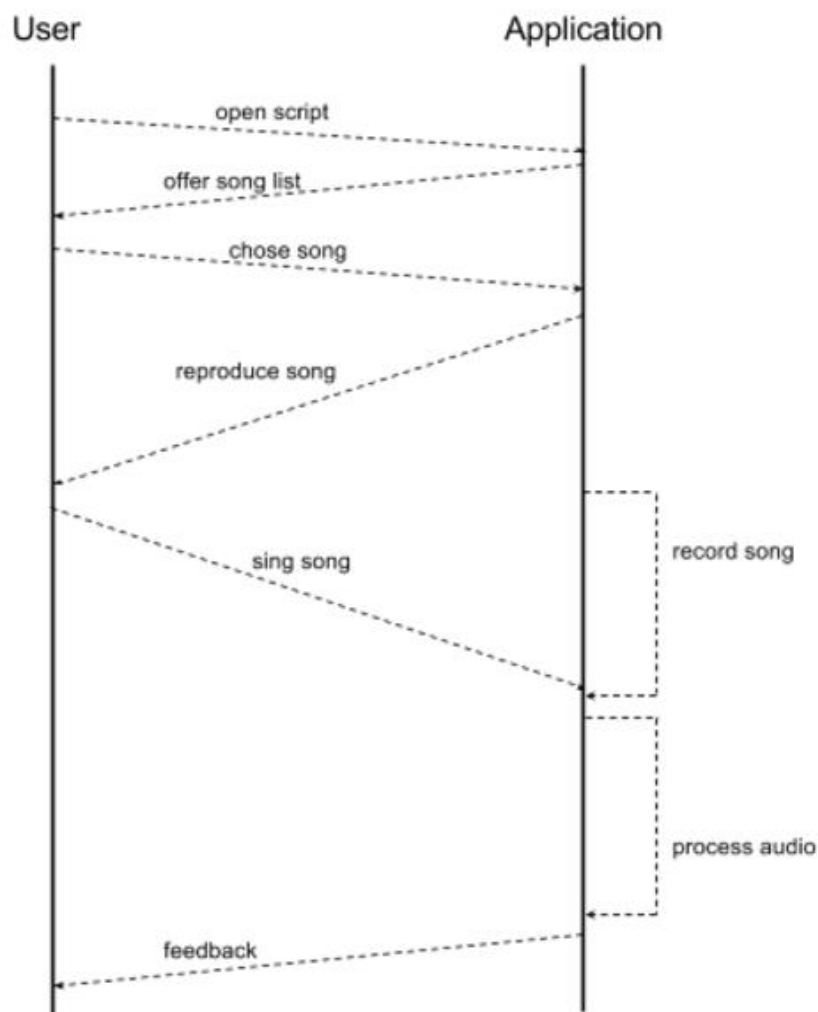 User
Application
open script
offer song list
chose song
reproduce song
sing song
record song
process audio
feedback